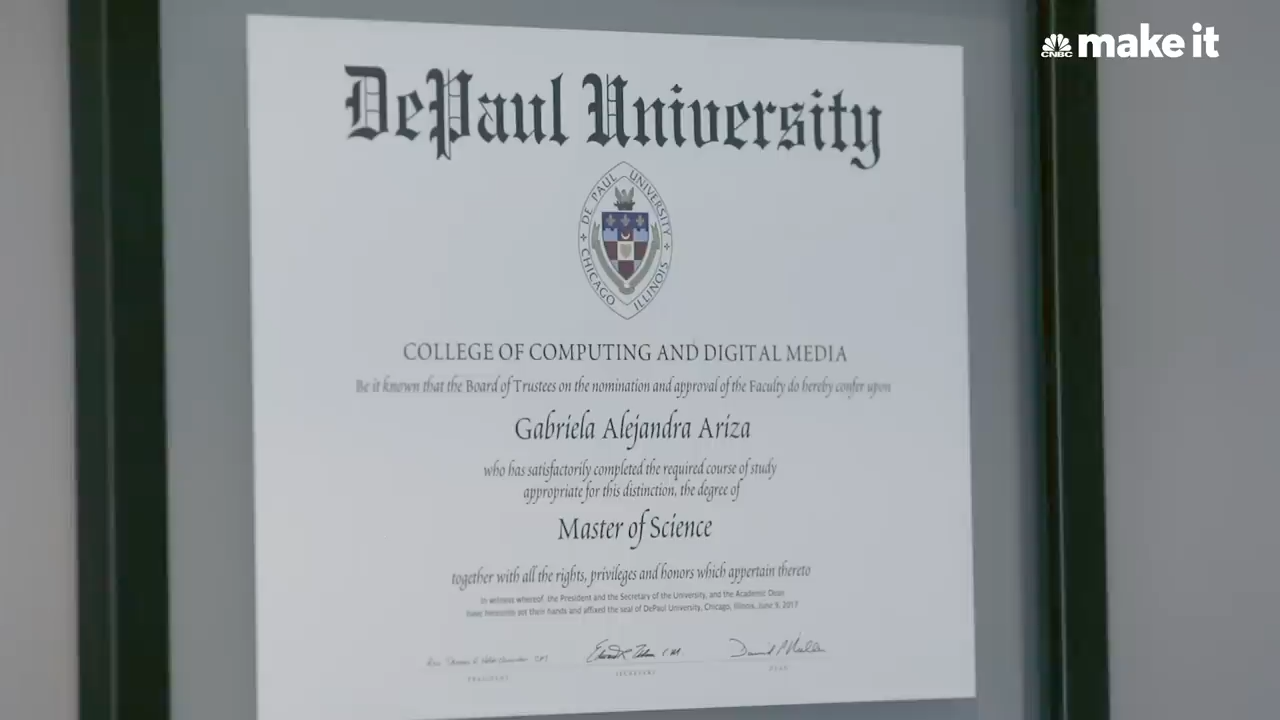 CNBC make it
DePaul University
DE PAUL UNIVERSITY
CHICAGO ILLINOIS
COLLEGE OF COMPUTING AND DIGITAL MEDIA
Be it known that the Board of Trustees on the nomination and approval of the Faculty do hereby confer upon
Gabriela Alejandra Ariza
who has satisfactorily completed the required course of study
appropriate for this distinction, the degree of
Master of Science
together with all the rights, privileges and honors which appertain thereto
In witness whereof, the President and the Secretary of the University, and the Academic Dean
have hereunto set their hands and affixed the seal of DePaul University, Chicago, Illinois, June 9, 2017
PRESIDENT SECRETARY DEAN